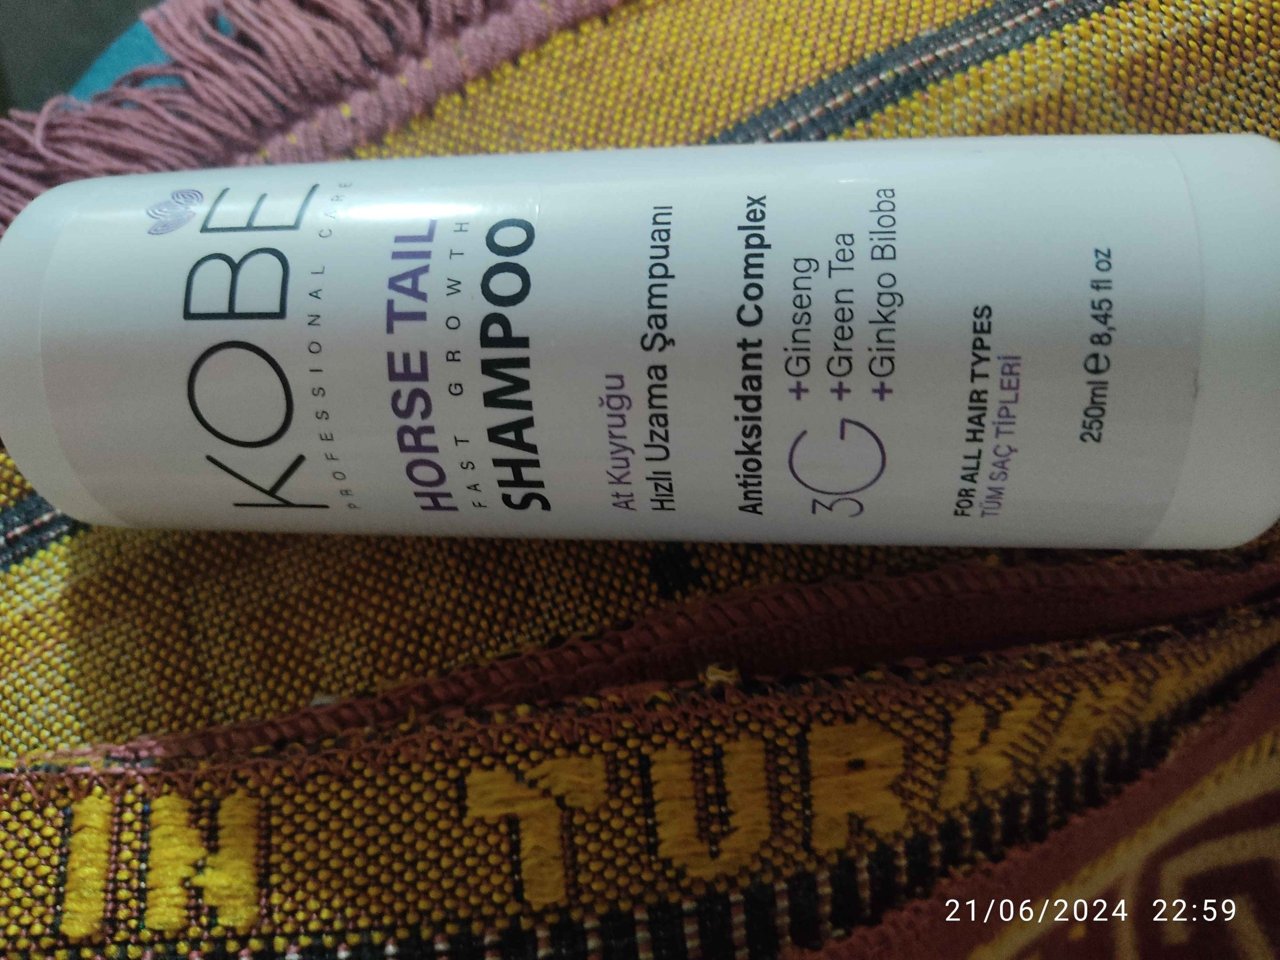 KOBE
PROFESSIONAL CARE
HORSE TAIL
FAST GROWTH
SHAMPOO
At Kuyruğu
Hızlı Uzama Şampuanı
Antioksidant Complex
3G +Ginseng
+Green Tea
+Ginkgo Biloba
FOR ALL HAIR TYPES
TÜM SAÇ TİPLERİ
250ml e 8,45 fl oz
IN TURK
21/06/2024 22:59